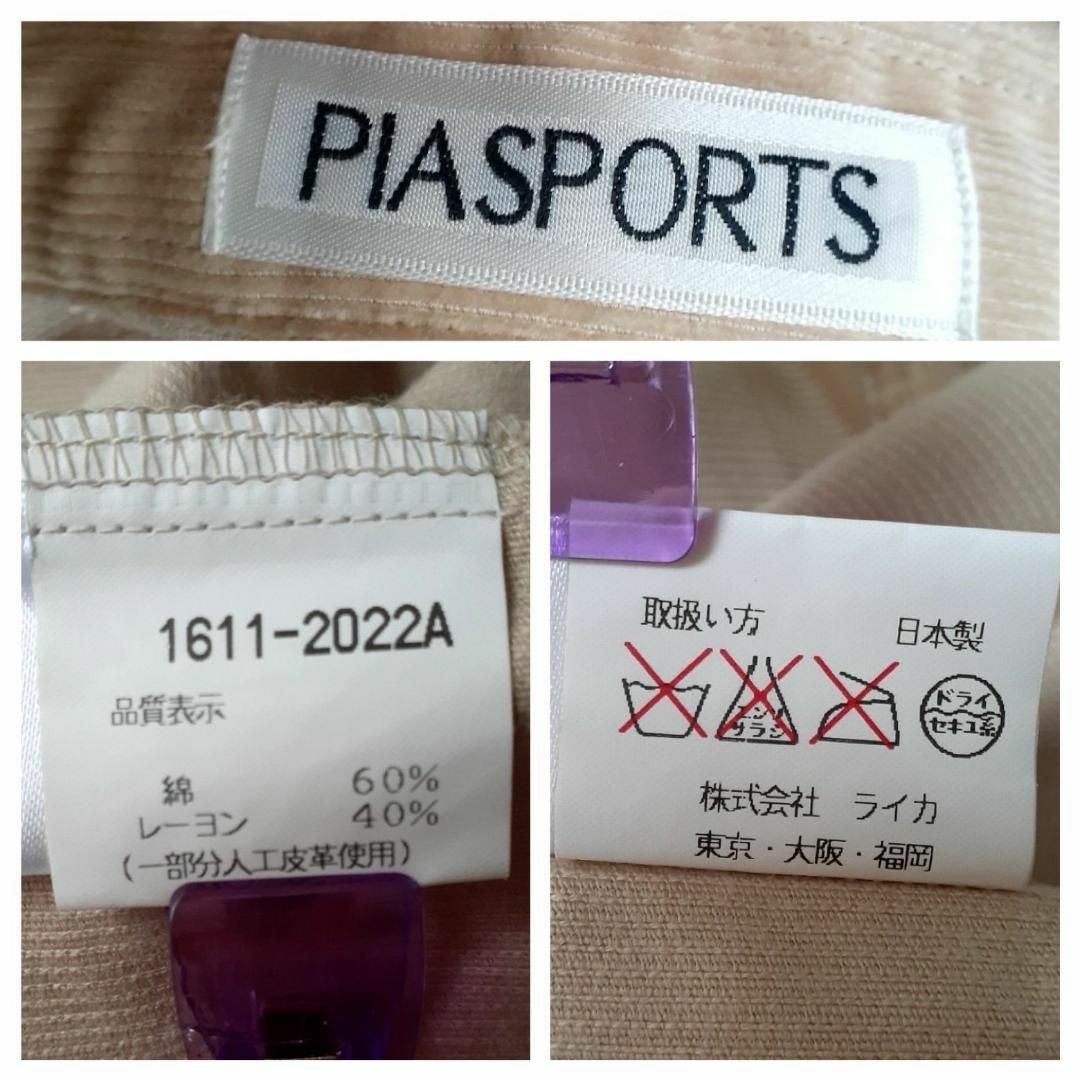 PIASPORTS
1611-2022A
品質表示
綿 60%
レーヨン 40%
(一部分人工皮革使用)
取扱い方 日本製
エンソ
サラシ
ドライ
セキユ系
株式会社 ライカ
東京・大阪・福岡